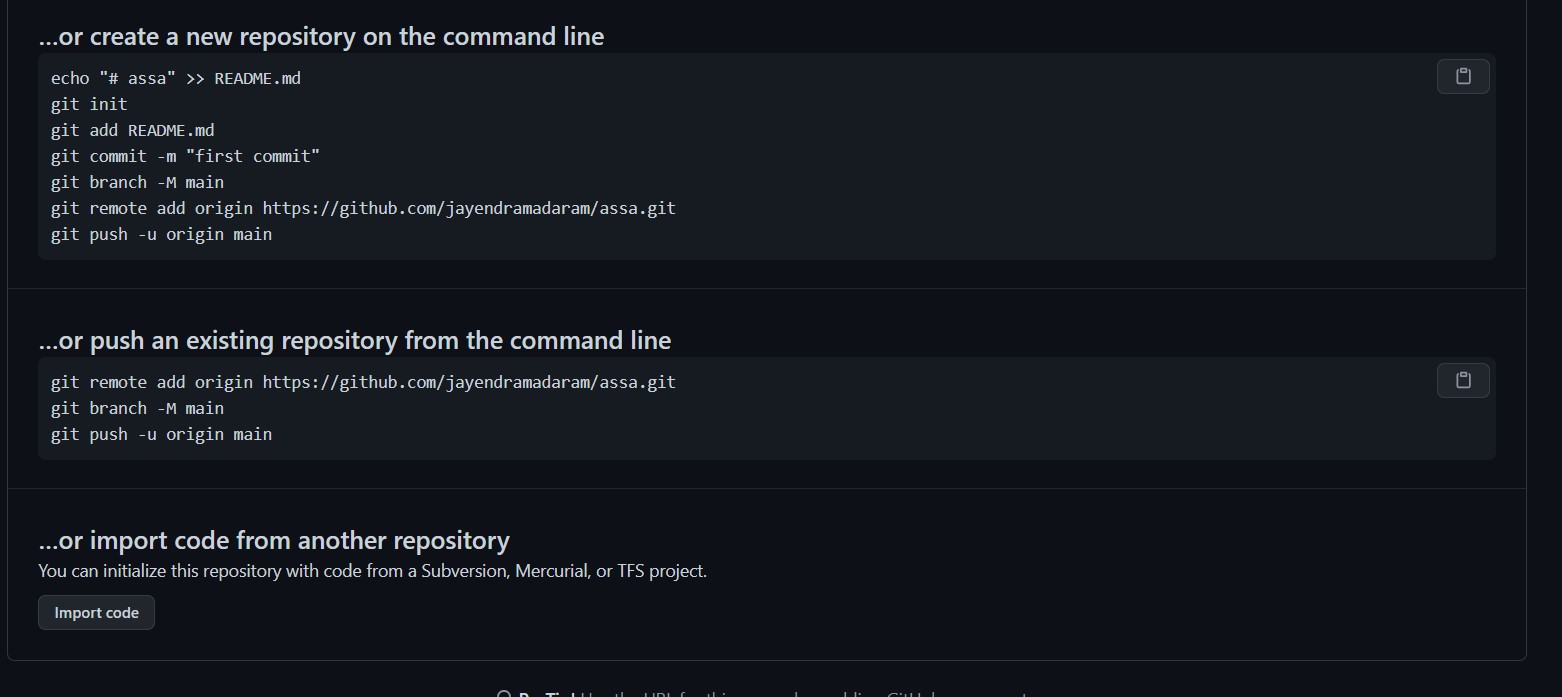 ...or create a new repository on the command line
echo "# assa" >> README.md
git init
git add README.md
git commit -m "first commit"
git branch -M main
git remote add origin https://github.com/jayendramadaram/assa.git
git push -u origin main
...or push an existing repository from the command line
git remote add origin https://github.com/jayendramadaram/assa.git
git branch -M main
git push -u origin main
...or import code from another repository
You can initialize this repository with code from a Subversion, Mercurial, or TFS project.
Import code